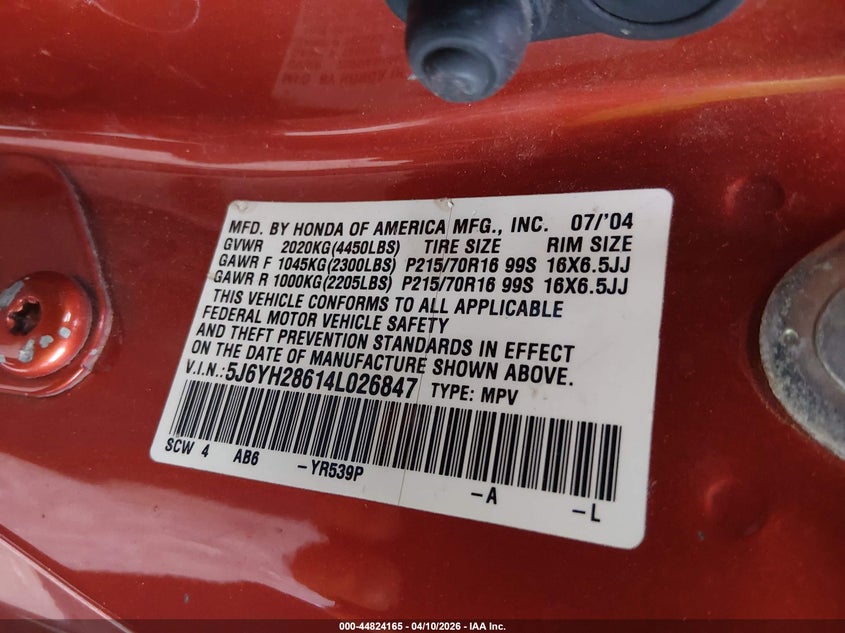 MFD. BY HONDA OF AMERICA MFG., INC. 07/'04
GVWR 2020KG(4450LBS) TIRE SIZE RIM SIZE
GAWR F 1045KG(2300LBS) P215/70R16 99S 16X6.5JJ
GAWR R 1000KG(2205LBS) P215/70R16 99S 16X6.5JJ
THIS VEHICLE CONFORMS TO ALL APPLICABLE
FEDERAL MOTOR VEHICLE SAFETY
AND THEFT PREVENTION STANDARDS IN EFFECT
ON THE DATE OF MANUFACTURE SHOWN ABOVE.
V.I.N.:5J6YH28614L026847 TYPE: MPV
SCW 4 AB6 -YR539P -A -L
000-44824165 - 04/10/2026 - IAA Inc.